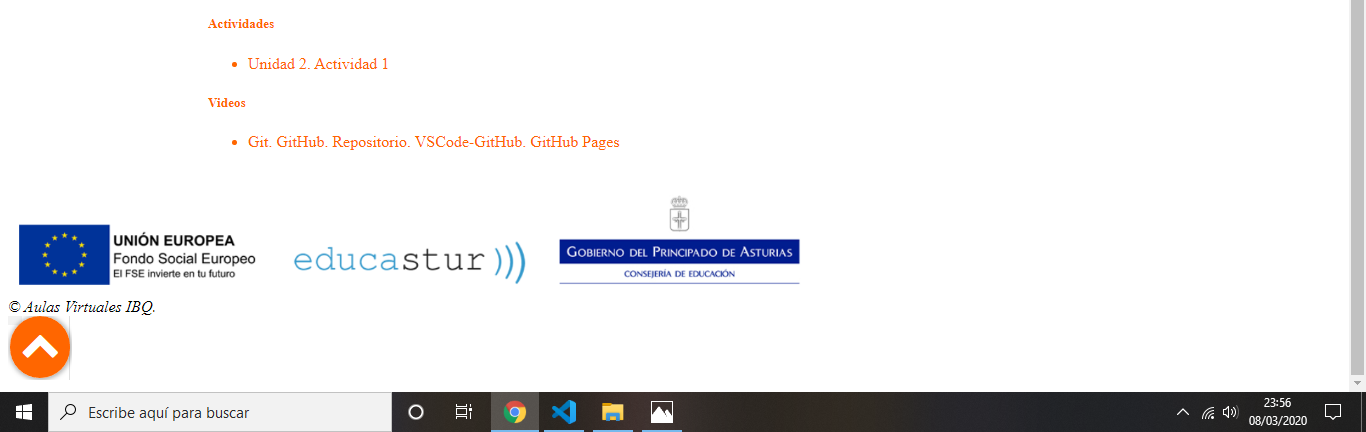 Actividades
Unidad 2. Actividad 1
Videos
Git. GitHub. Repositorio. VSCode-GitHub. GitHub Pages
UNIÓN EUROPEA
Fondo Social Europeo
El FSE invierte en tu futuro
educastur )))
GOBIERNO DEL PRINCIPADO DE ASTURIAS
CONSEJERÍA DE EDUCACIÓN
© Aulas Virtuales IBQ.
Escribe aquí para buscar
23:56
08/03/2020